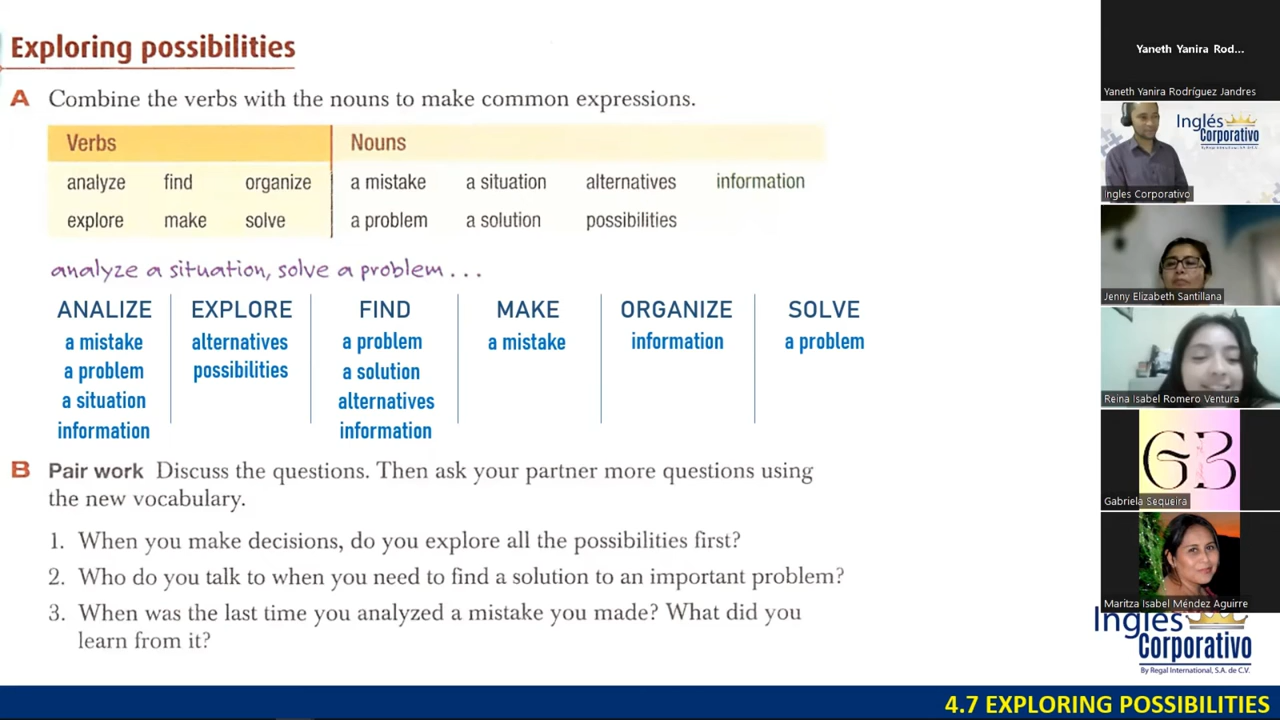 Exploring possibilities
A Combine the verbs with the nouns to make common expressions.
Verbs Nouns
analyze find organize a mistake a situation alternatives information
explore make solve a problem a solution possibilities
analyze a situation, solve a problem . . .
ANALIZE EXPLORE FIND MAKE ORGANIZE SOLVE
a mistake alternatives a problem a mistake information a problem
a problem possibilities a solution
a situation alternatives
information information
B Pair work Discuss the questions. Then ask your partner more questions using
the new vocabulary.
1. When you make decisions, do you explore all the possibilities first?
2. Who do you talk to when you need to find a solution to an important problem?
3. When was the last time you analyzed a mistake you made? What did you
learn from it?
Yaneth Yanira Rod...
Yaneth Yanira Rodríguez Jandres
Inglés
Corporativo
Ingles Corporativo
Jenny Elizabeth Santillana
Reina Isabel Romero Ventura
GB
Gabriela Sequeira
Maritza Isabel Méndez Aguirre
Inglés
Corporativo
By Regal International, S.A. de C.V.
4.7 EXPLORING POSSIBILITIES